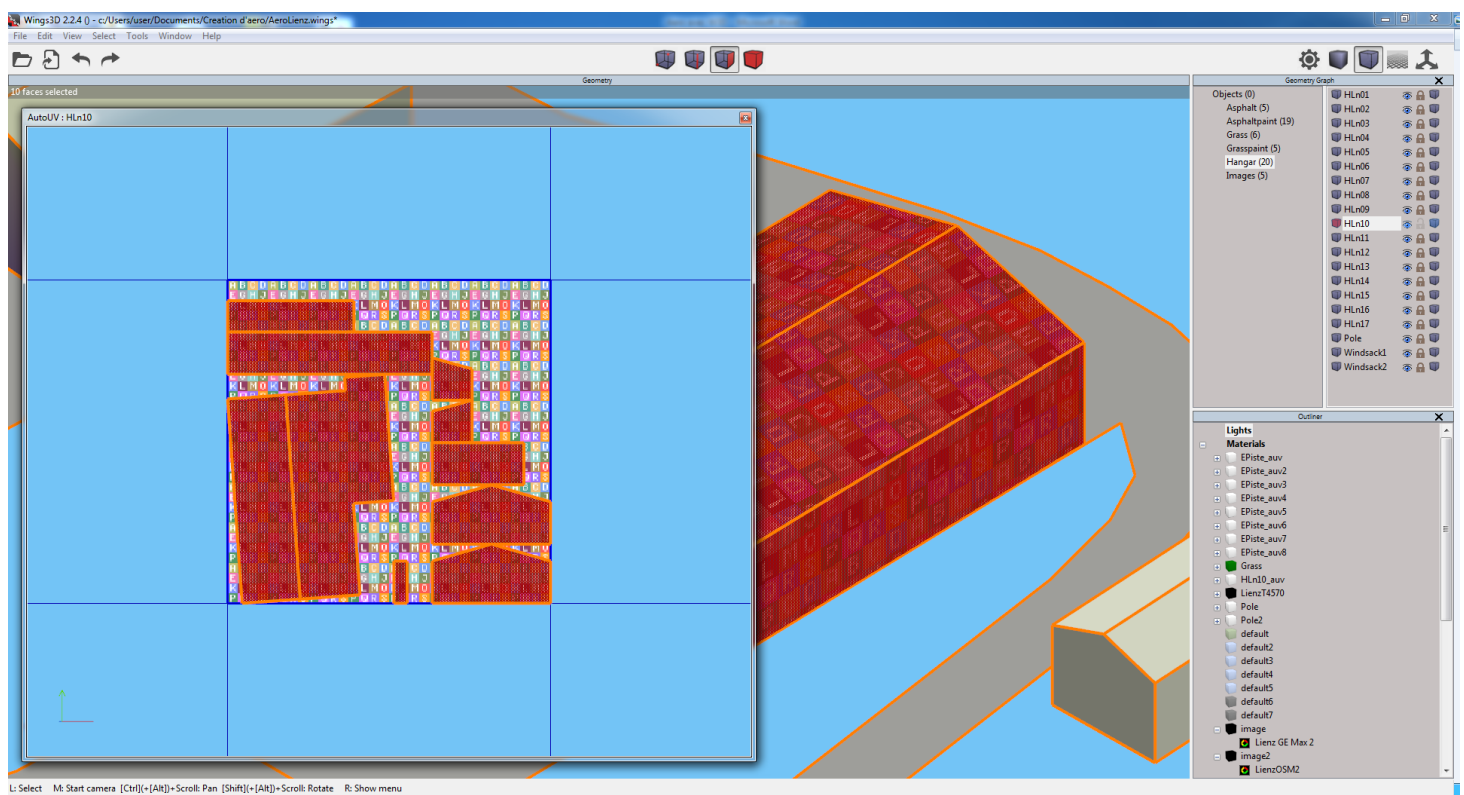 Wings3D 2.2.4 () - c:/Users/user/Documents/Creation d'aero/AeroLienz.wings*
File Edit View Select Tools Window Help
Geometry
10 faces selected
AutoUV : HLn10
Geometry Graph
Objects (0)
Asphalt (5)
Asphaltpaint (19)
Grass (6)
Grasspaint (5)
Hangar (20)
Images (5)
HLn01
HLn02
HLn03
HLn04
HLn05
HLn06
HLn07
HLn08
HLn09
HLn10
HLn11
HLn12
HLn13
HLn14
HLn15
HLn16
HLn17
Pole
Windsack1
Windsack2
Outliner
Lights
Materials
EPiste_auv
EPiste_auv2
EPiste_auv3
EPiste_auv4
EPiste_auv5
EPiste_auv6
EPiste_auv7
EPiste_auv8
Grass
HLn10_auv
LienzT4570
Pole
Pole2
default
default2
default3
default4
default5
default6
default7
image
Lienz GE Max 2
image2
LienzOSM2
L: Select M: Start camera [Ctrl](+[Alt])+Scroll: Pan [Shift](+[Alt])+Scroll: Rotate R: Show menu